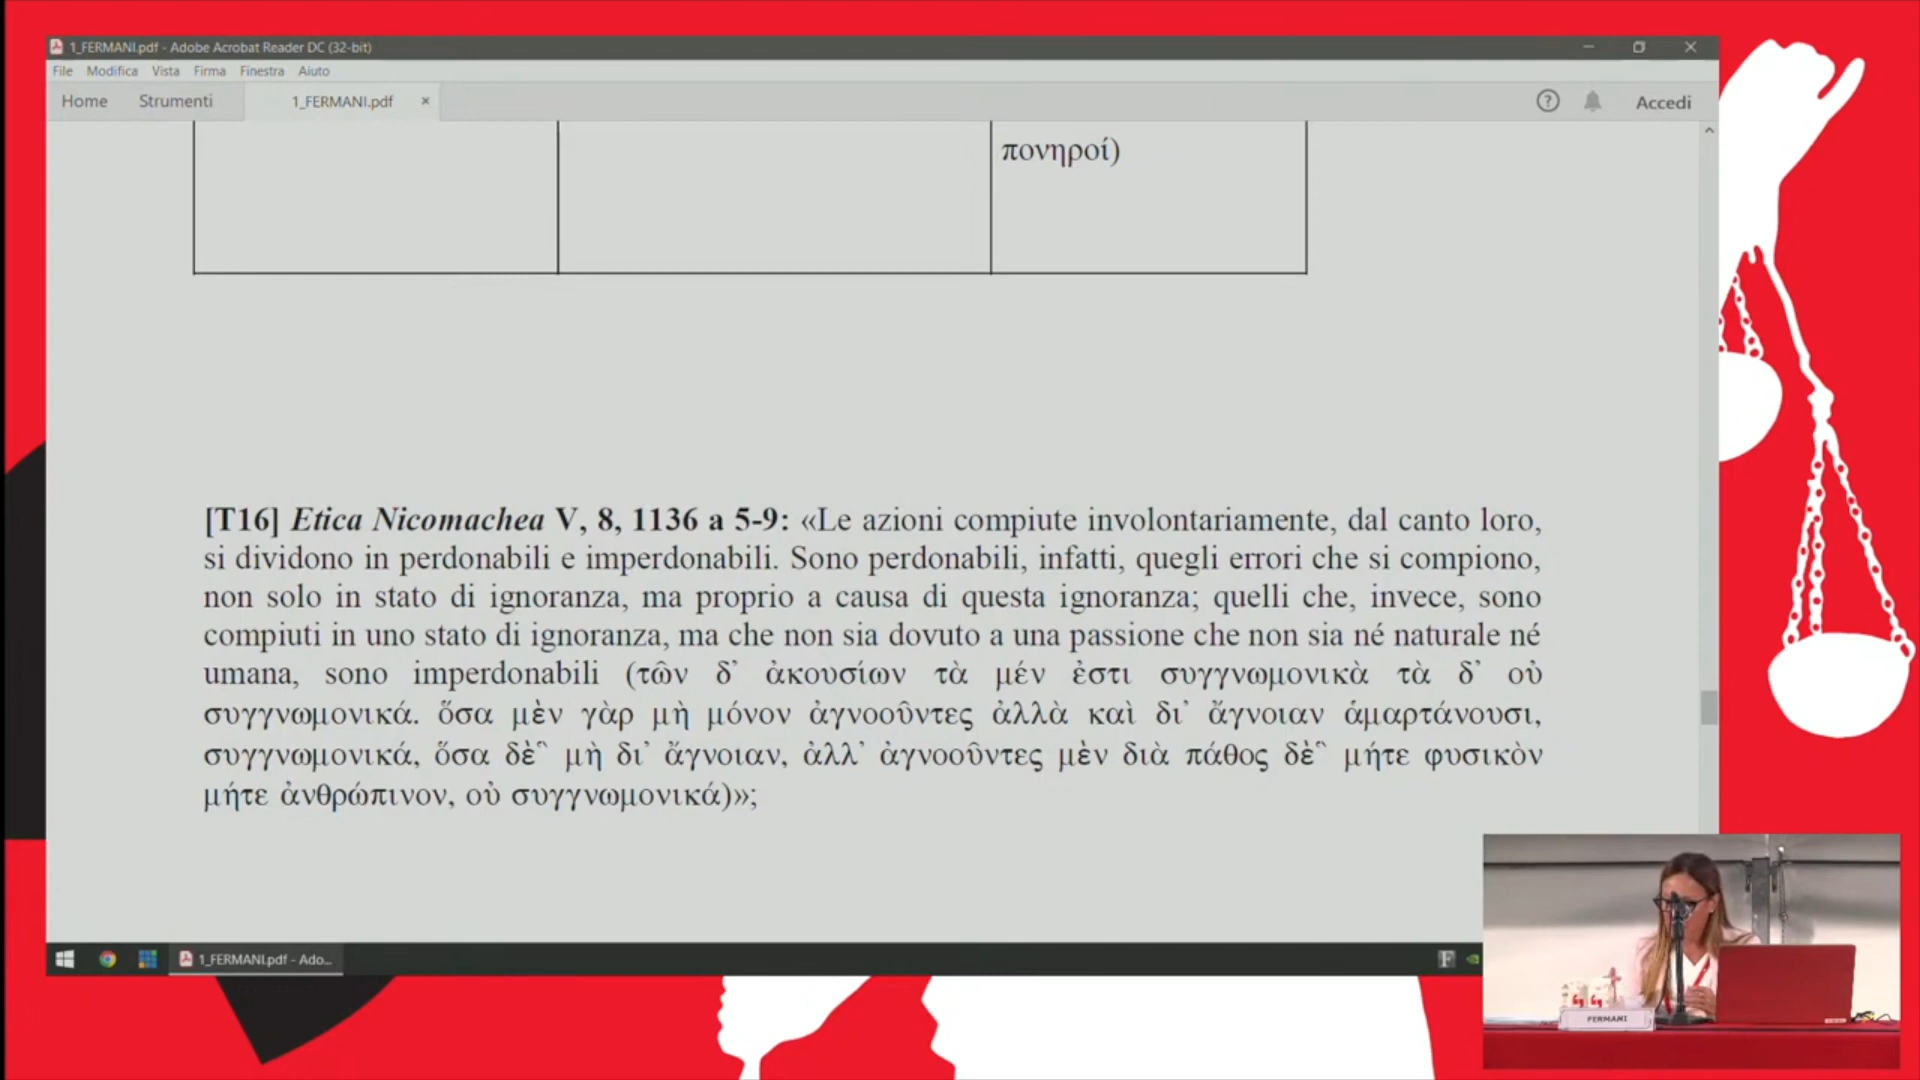 1_FERMANI.pdf - Adobe Acrobat Reader DC (32-bit)
File Modifica Vista Firma Finestra Aiuto
Home Strumenti 1_FERMANI.pdf Accedi
πονηροί)
[T16] Etica Nicomachea V, 8, 1136 a 5-9: «Le azioni compiute involontariamente, dal canto loro,
si dividono in perdonabili e imperdonabili. Sono perdonabili, infatti, quegli errori che si compiono,
non solo in stato di ignoranza, ma proprio a causa di questa ignoranza; quelli che, invece, sono
compiuti in uno stato di ignoranza, ma che non sia dovuto a una passione che non sia né naturale né
umana, sono imperdonabili (τῶν δ᾽ ἀκουσίων τὰ μέν ἐστι συγγνωμονικὰ τὰ δ᾽ οὐ
συγγνωμονικά. ὅσα μὲν γὰρ μὴ μόνον ἀγνοοῦντες ἀλλὰ καὶ δι᾽ ἄγνοιαν ἁμαρτάνουσι,
συγγνωμονικά, ὅσα δὲ῝ μὴ δι᾽ ἄγνοιαν, ἀλλ᾽ ἀγνοοῦντες μὲν διὰ πάθος δὲ῝ μήτε φυσικὸν
μήτε ἀνθρώπινον, οὐ συγγνωμονικά)»;
1_FERMANI.pdf - Ado...
FERMANI